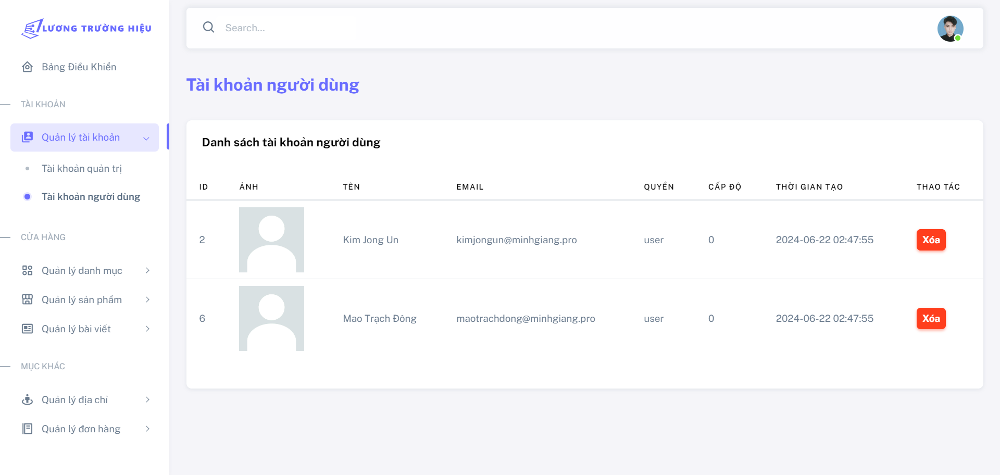 LƯƠNG TRƯỜNG HIỆU
Bảng Điều Khiển
TÀI KHOẢN
Quản lý tài khoản
Tài khoản quản trị
Tài khoản người dùng
CỬA HÀNG
Quản lý danh mục
Quản lý sản phẩm
Quản lý bài viết
MỤC KHÁC
Quản lý địa chỉ
Quản lý đơn hàng
Search...
Tài khoản người dùng
Danh sách tài khoản người dùng
ID ẢNH TÊN EMAIL QUYỀN CẤP ĐỘ THỜI GIAN TẠO THAO TÁC
2 Kim Jong Un kimjongun@minhgiang.pro user 0 2024-06-22 02:47:55 Xóa
6 Mao Trạch Đông maotrachdong@minhgiang.pro user 0 2024-06-22 02:47:55 Xóa